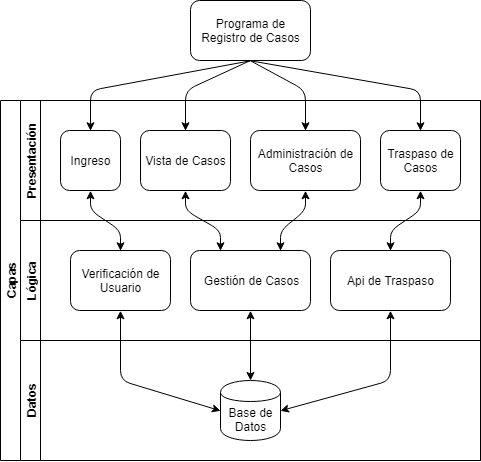 Programa de
Registro de Casos
Capas
Presentación
Ingreso
Vista de Casos
Administración de
Casos
Traspaso de
Casos
Lógica
Verificación de
Usuario
Gestión de Casos
Api de Traspaso
Datos
Base de
Datos